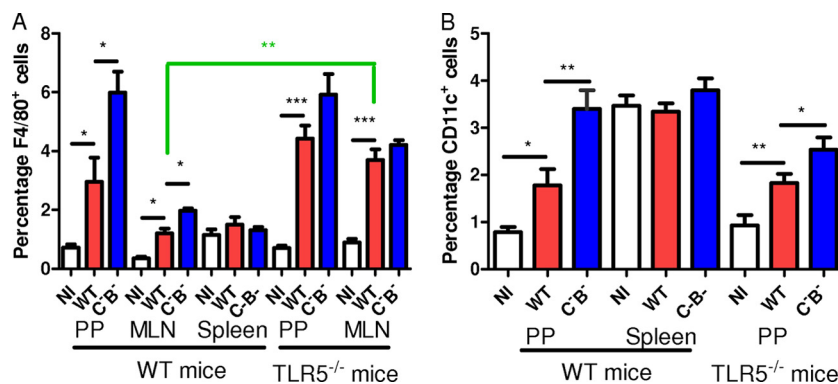 A
Percentage F4/80⁺ cells
8
6
4
2
0
* * * * ** *** ***
NI WT C⁻B⁻ NI WT C⁻B⁻ NI WT C-B- NI WT C⁻B⁻ NI WT C⁻B⁻
PP MLN Spleen PP MLN
WT mice TLR5⁻/⁻ mice
B
Percentage CD11c⁺ cells
5
4
3
2
1
0
* ** ** *
NI WT C⁻B⁻ NI WT C-B- NI WT C⁻B⁻
PP Spleen PP
WT mice TLR5⁻/⁻ mice